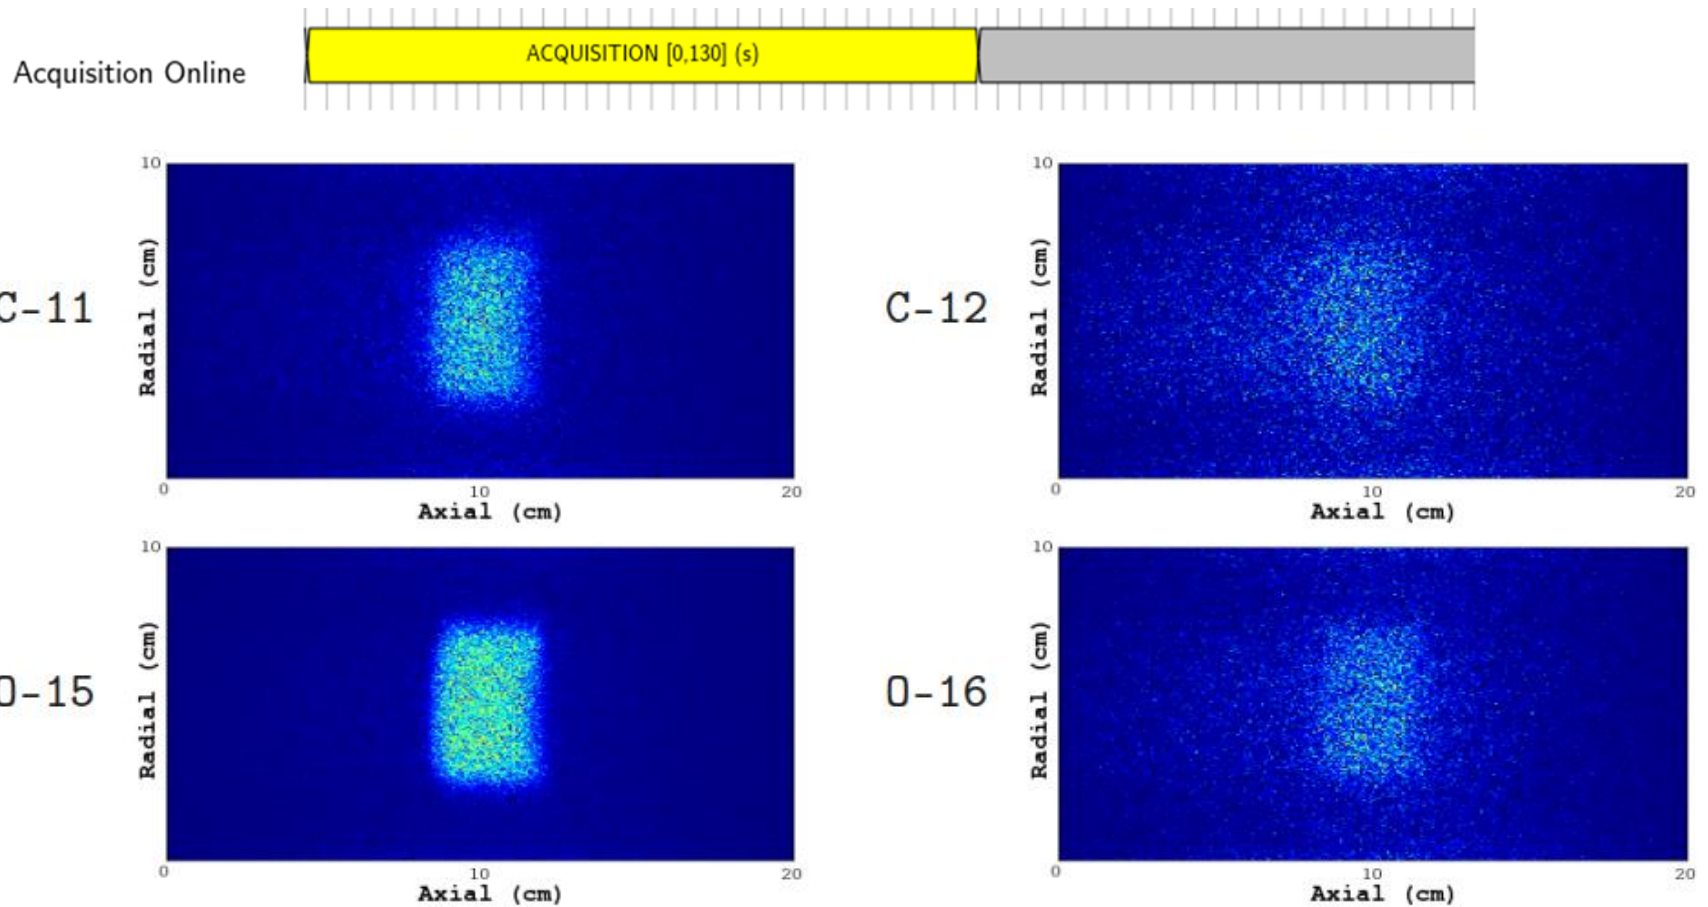 ACQUISITION [0,130] (s)
Acquisition Online
10
Radial (cm)
C-11
0
10
20
Axial (cm)
10
Radial (cm)
C-12
0
10
20
Axial (cm)
10
Radial (cm)
O-15
0
10
20
Axial (cm)
10
Radial (cm)
O-16
0
10
20
Axial (cm)